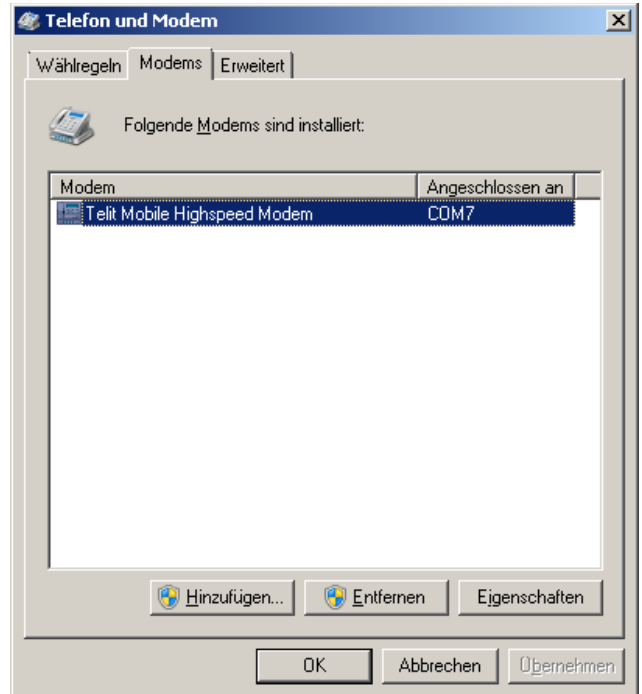 Telefon und Modem
Wählregeln Modems Erweitert
Folgende Modems sind installiert:
Modem Angeschlossen an
Telit Mobile Highspeed Modem COM7
Hinzufügen... Entfernen Eigenschaften
OK Abbrechen Übernehmen